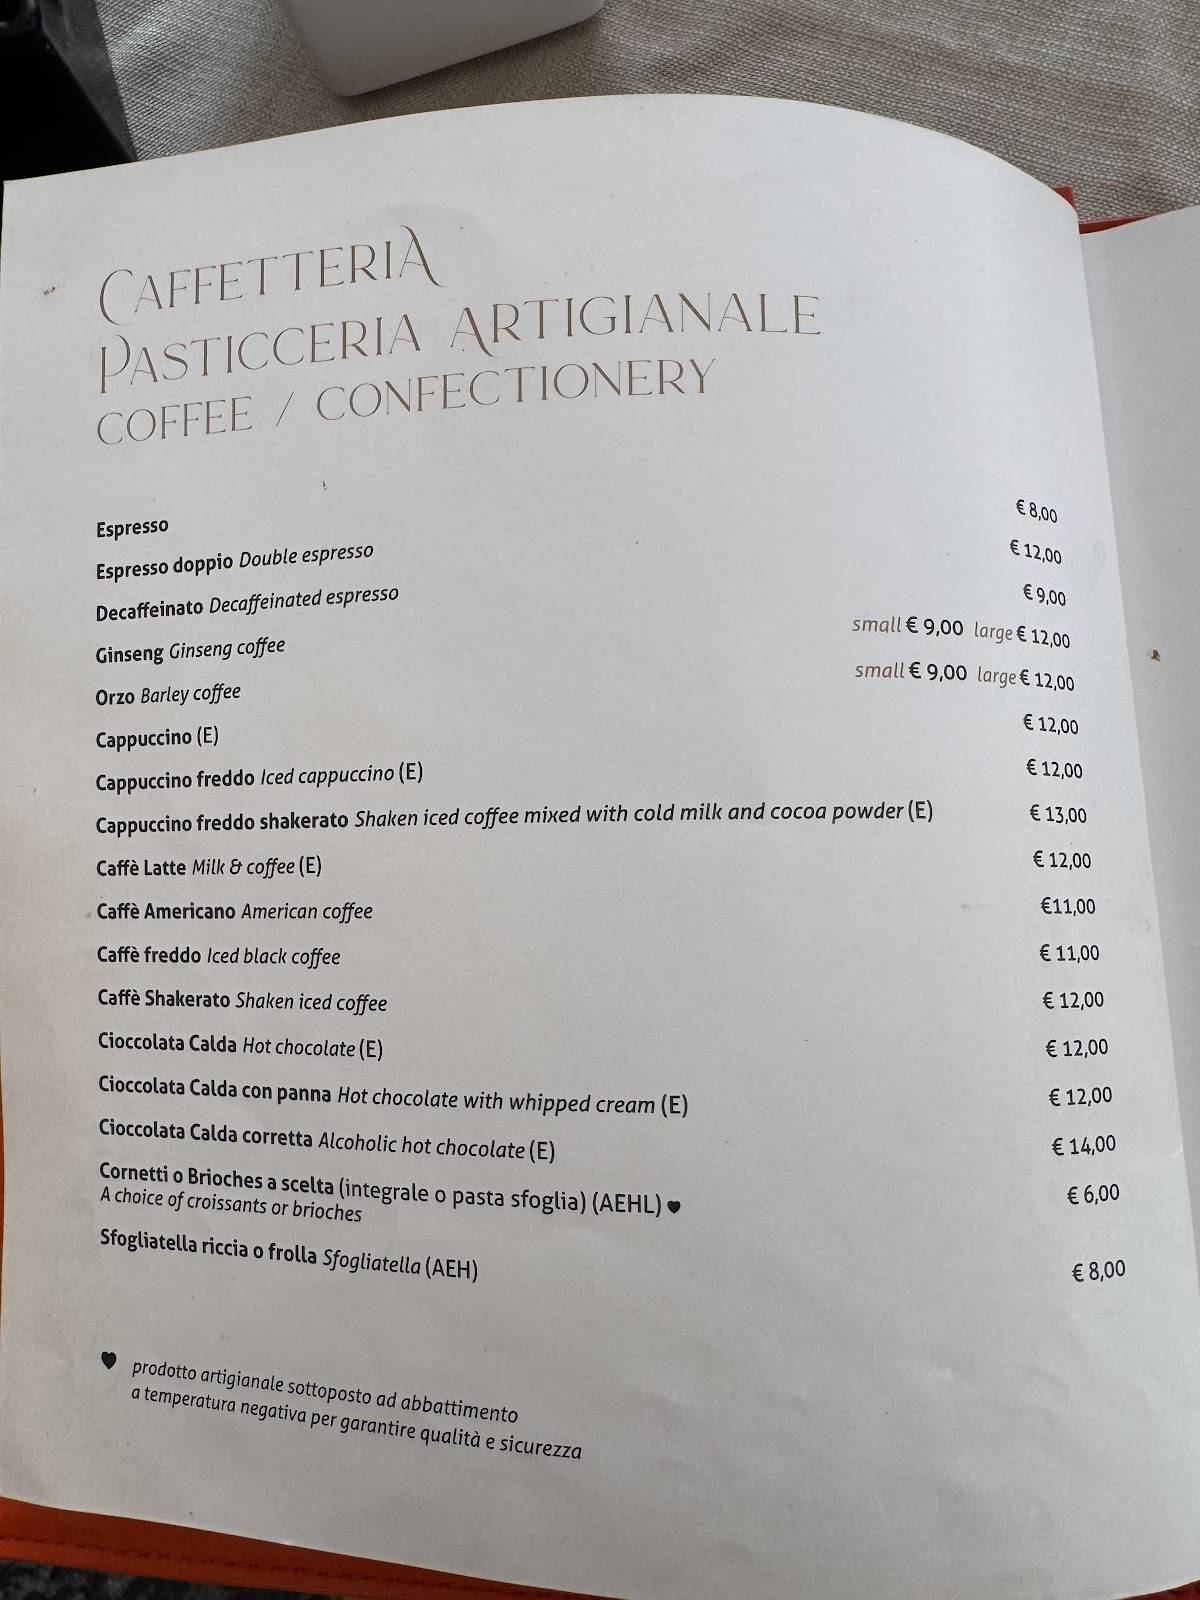 CAFFETTERIA
PASTICCERIA ARTIGIANALE
COFFEE / CONFECTIONERY
Espresso € 8,00
Espresso doppio Double espresso € 12,00
Decaffeinato Decaffeinated espresso € 9,00
Ginseng Ginseng coffee small € 9,00 large € 12,00
Orzo Barley coffee small € 9,00 large € 12,00
Cappuccino (E) € 12,00
Cappuccino freddo Iced cappuccino (E) € 12,00
Cappuccino freddo shakerato Shaken iced coffee mixed with cold milk and cocoa powder (E) € 13,00
Caffè Latte Milk & coffee (E) € 12,00
Caffè Americano American coffee €11,00
Caffè freddo Iced black coffee € 11,00
Caffè Shakerato Shaken iced coffee € 12,00
Cioccolata Calda Hot chocolate (E) € 12,00
Cioccolata Calda con panna Hot chocolate with whipped cream (E) € 12,00
Cioccolata Calda corretta Alcoholic hot chocolate (E) € 14,00
Cornetti o Brioches a scelta (integrale o pasta sfoglia) (AEHL) ♥ € 6,00
A choice of croissants or brioches
Sfogliatella riccia o frolla Sfogliatella (AEH) € 8,00
♥ prodotto artigianale sottoposto ad abbattimento
a temperatura negativa per garantire qualità e sicurezza